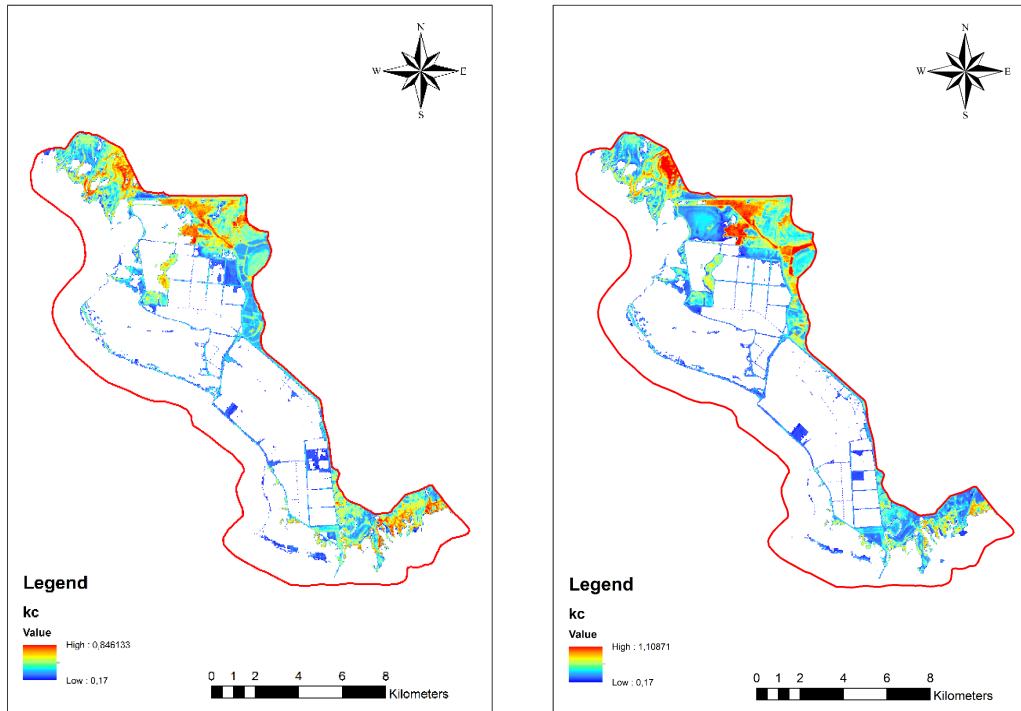 N
W E
S
Legend
kc
Value
High : 0,846133
Low : 0,17
0 1 2 4 6 8
Kilometers
N
W E
S
Legend
kc
Value
High : 1,10871
Low : 0,17
0 1 2 4 6 8
Kilometers